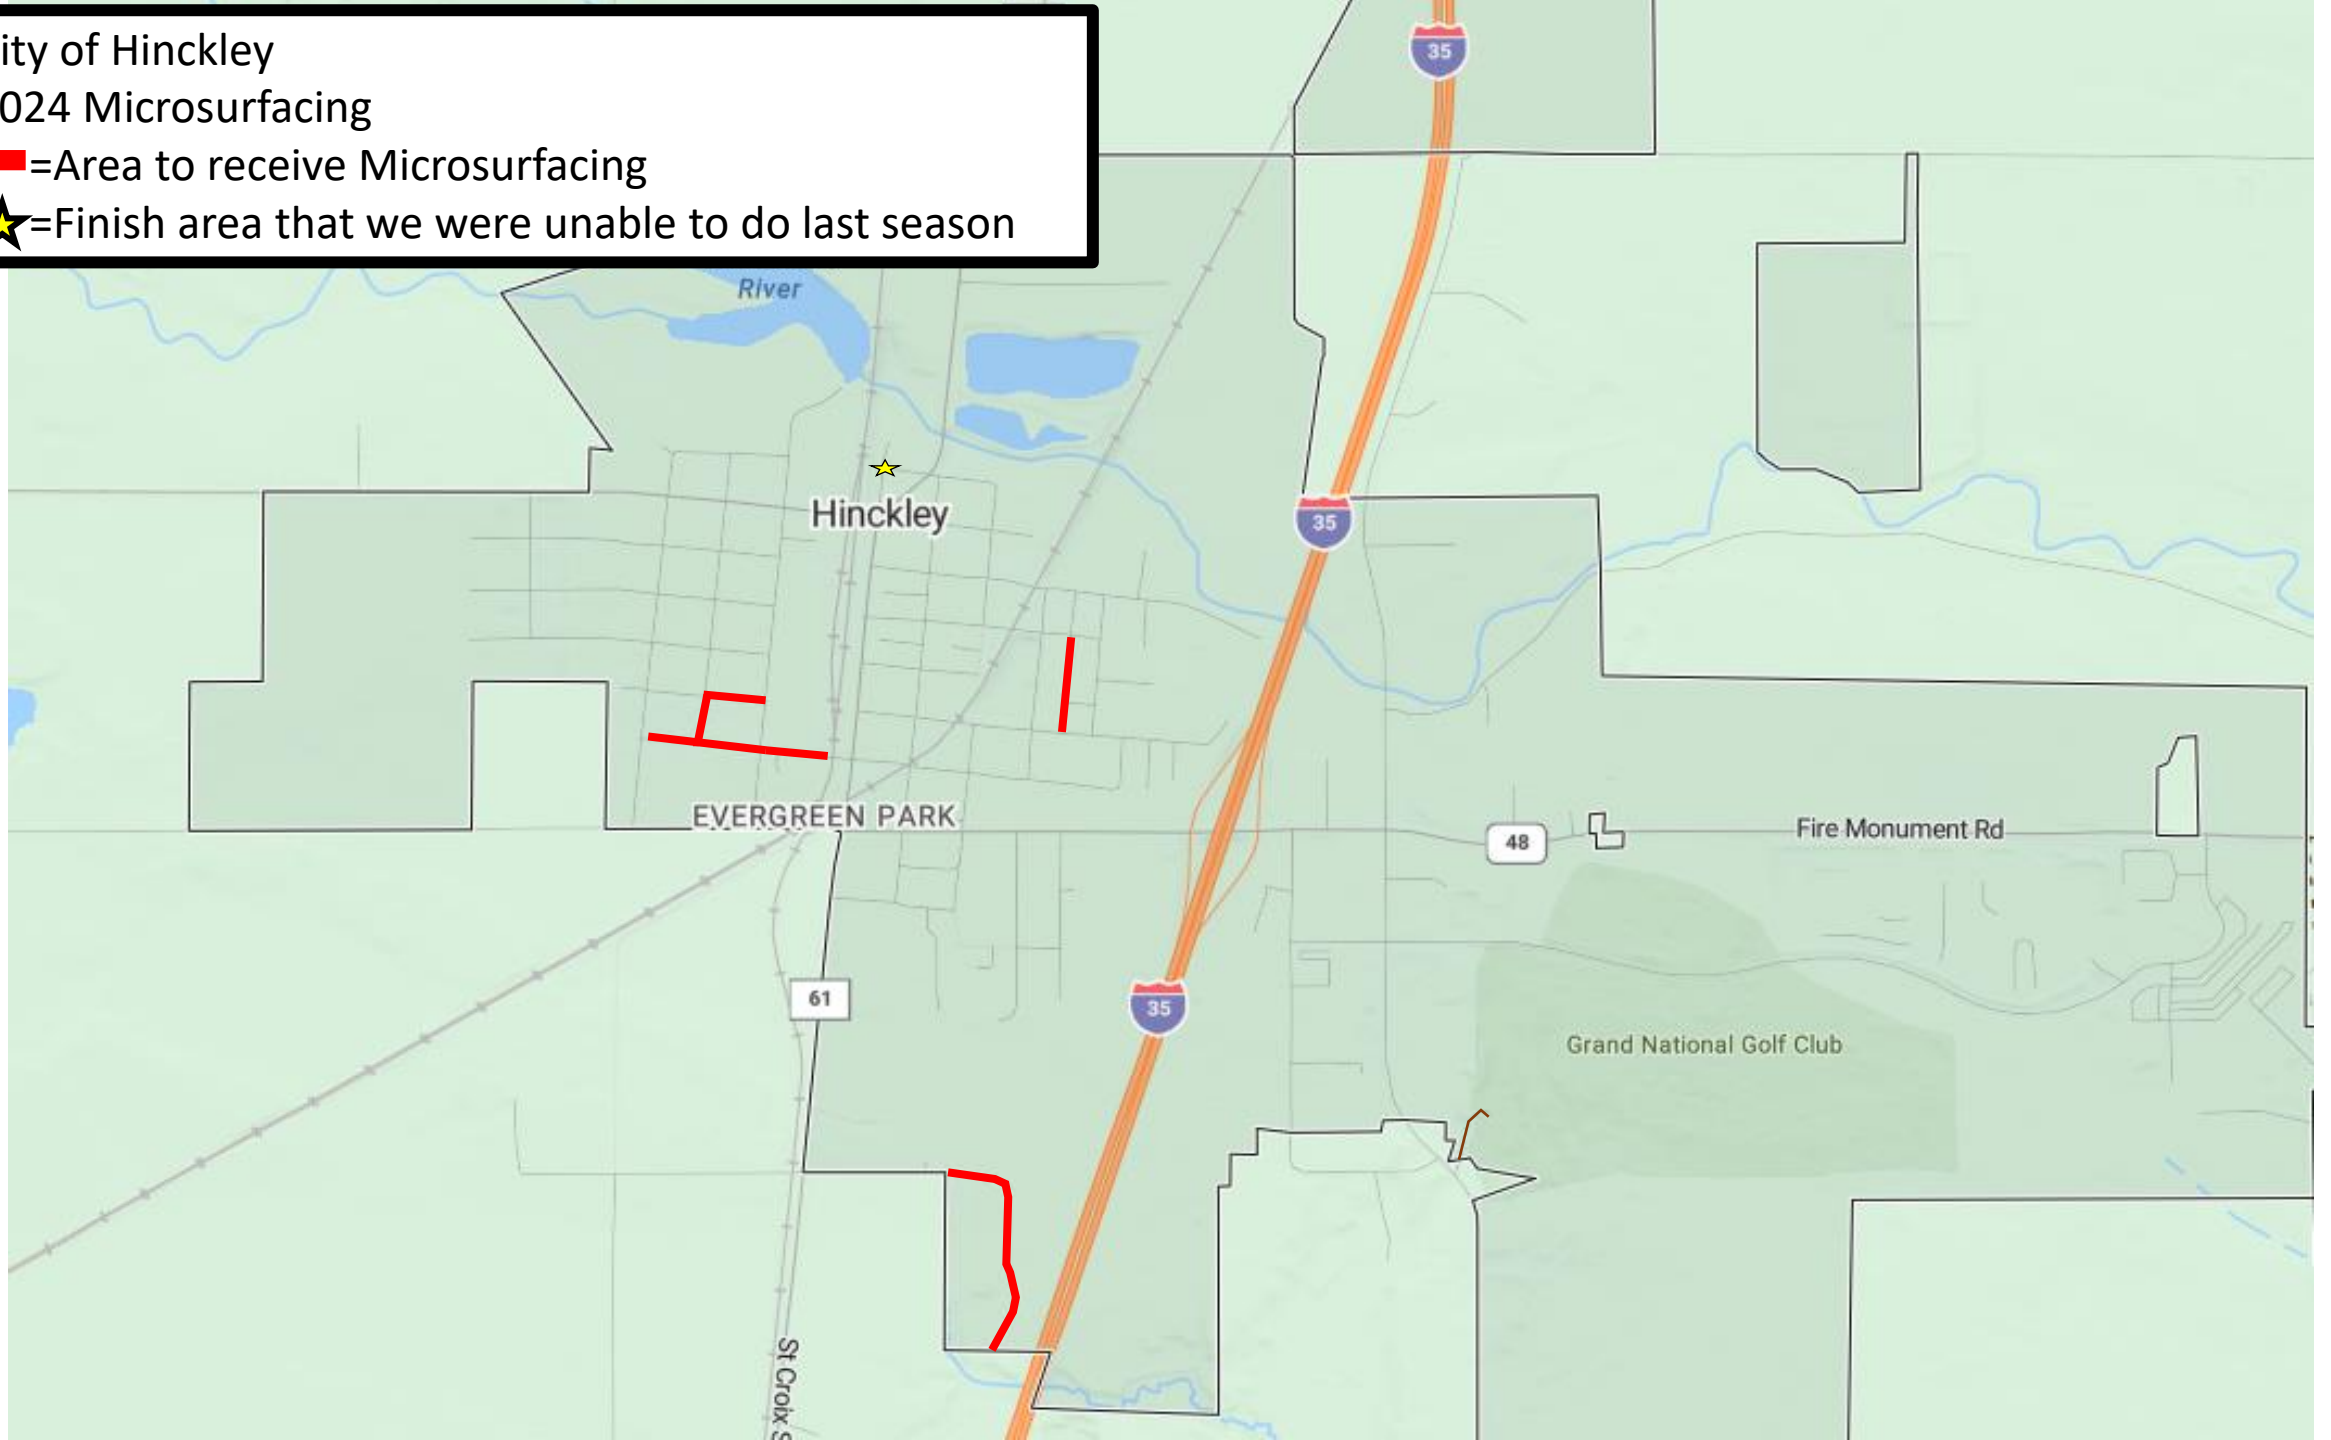 ity of Hinckley
024 Microsurfacing
=Area to receive Microsurfacing
=Finish area that we were unable to do last season
35
River
Hinckley
35
EVERGREEN PARK
48
Fire Monument Rd
61
35
Grand National Golf Club
St Croix S